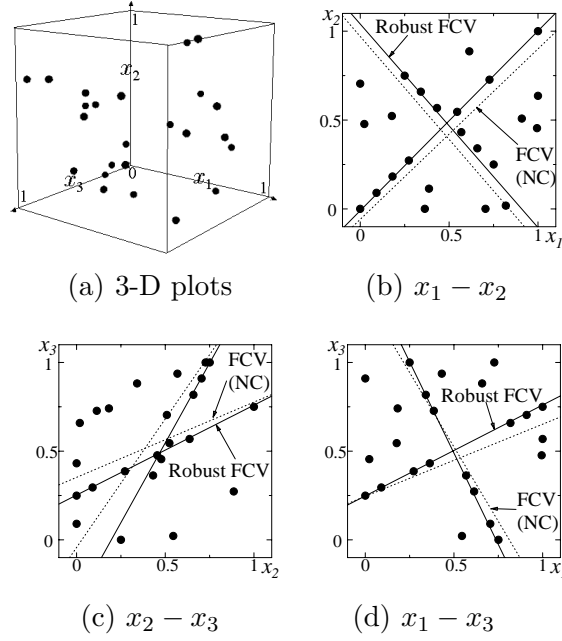 1
x₂
0
x₃
x₁
1
1
(a) 3-D plots
x₂
1
0.5
0
0
0.5
1
x₁
Robust FCV
FCV
(NC)
(b) x₁ − x₂
x₃
1
0.5
0
0
0.5
1
x₂
FCV
(NC)
Robust FCV
(c) x₂ − x₃
x₃
1
0.5
0
0
0.5
1
Robust FCV
FCV
(NC)
(d) x₁ − x₃